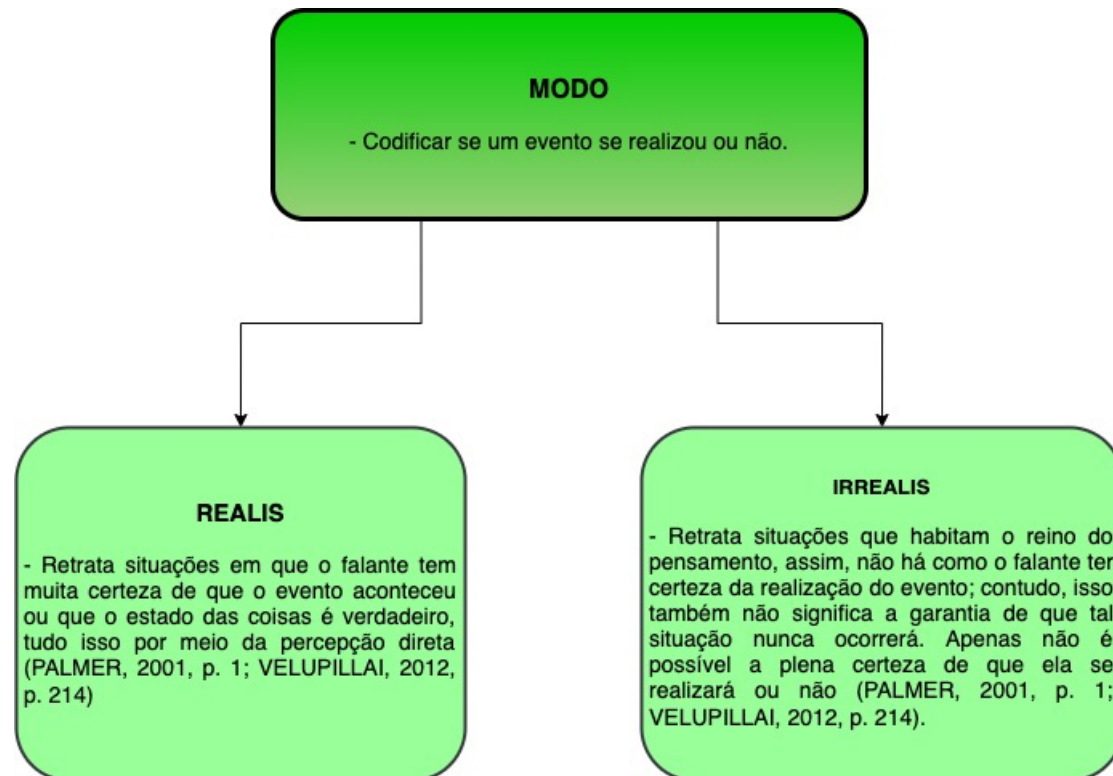 MODO
- Codificar se um evento se realizou ou não.
REALIS
- Retrata situações em que o falante tem
muita certeza de que o evento aconteceu
ou que o estado das coisas é verdadeiro,
tudo isso por meio da percepção direta
(PALMER, 2001, p. 1; VELUPILLAI, 2012,
p. 214)
IRREALIS
- Retrata situações que habitam o reino do
pensamento, assim, não há como o falante ter
certeza da realização do evento; contudo, isso
também não significa a garantia de que tal
situação nunca ocorrerá. Apenas não é
possível a plena certeza de que ela se
realizará ou não (PALMER, 2001, p. 1;
VELUPILLAI, 2012, p. 214).